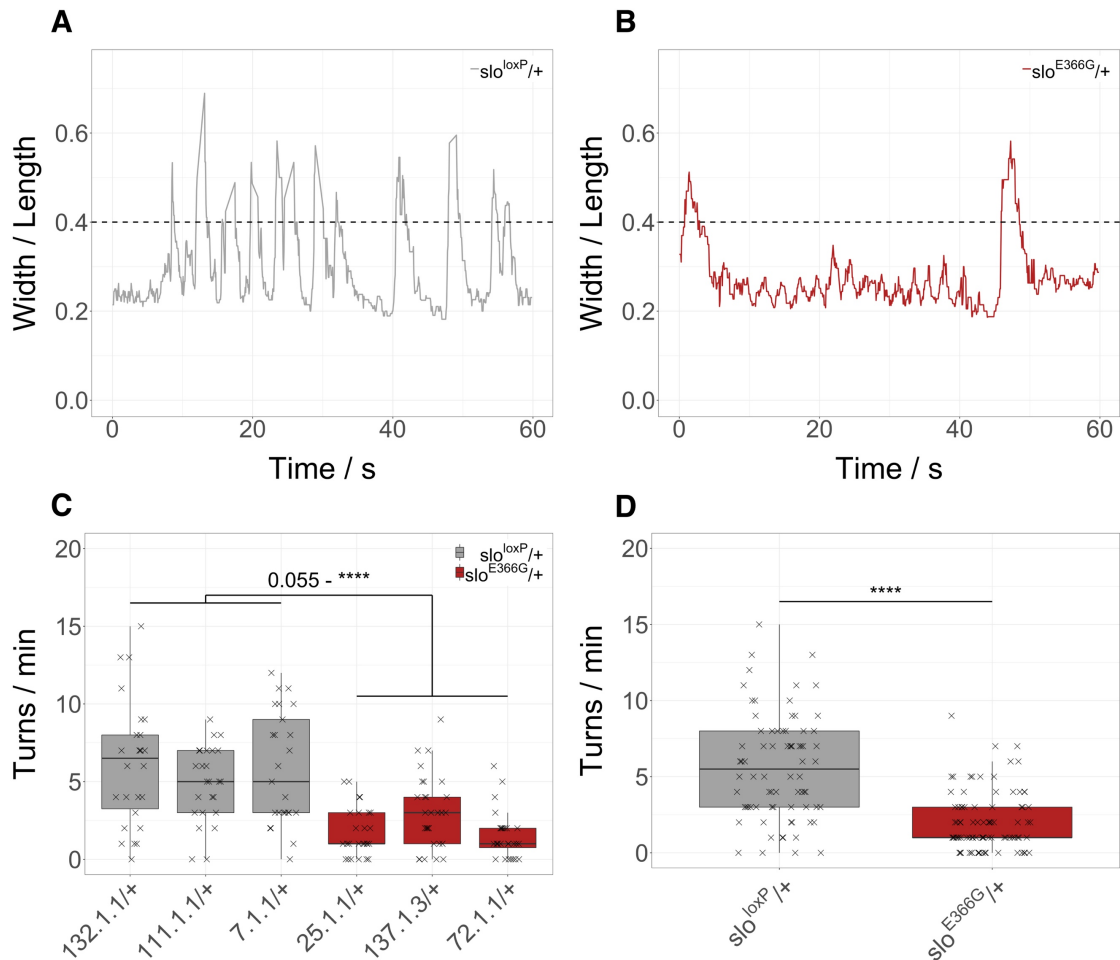 A
slo^loxP/+
Width / Length
0.6
0.4
0.2
0.0
0 20 40 60
Time / s
B
slo^E366G/+
Width / Length
0.6
0.4
0.2
0.0
0 20 40 60
Time / s
C
slo^loxP/+
slo^E366G/+
0.055 - ****
Turns / min
20
15
10
5
0
132.1.1/+ 111.1.1/+ 7.1.1/+ 25.1.1/+ 137.1.3/+ 72.1.1/+
D
****
Turns / min
20
15
10
5
0
slo^loxP/+ slo^E366G/+